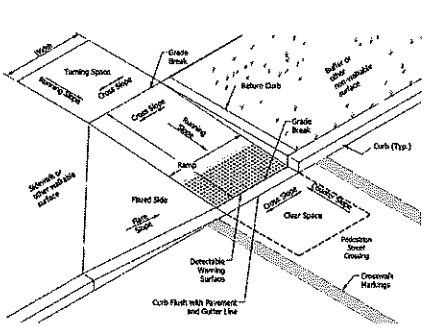 Width
Grade
Break
Turning Space
Running Slope
Cross Slope
Return Curb
Buffer or
other
non-walkable
surface
Cross Slope
Running
Slope
Grade
Break
Curb (Typ.)
Ramp
Sidewalk or
other walkable
surface
Flared Side
Flare
Slope
Cross Slope
Counter Slope
Clear Space
Detectable
Warning
Surface
Pedestrian
Street
Crossing
Curb Flush with Pavement
and Gutter Line
Crosswalk
Markings